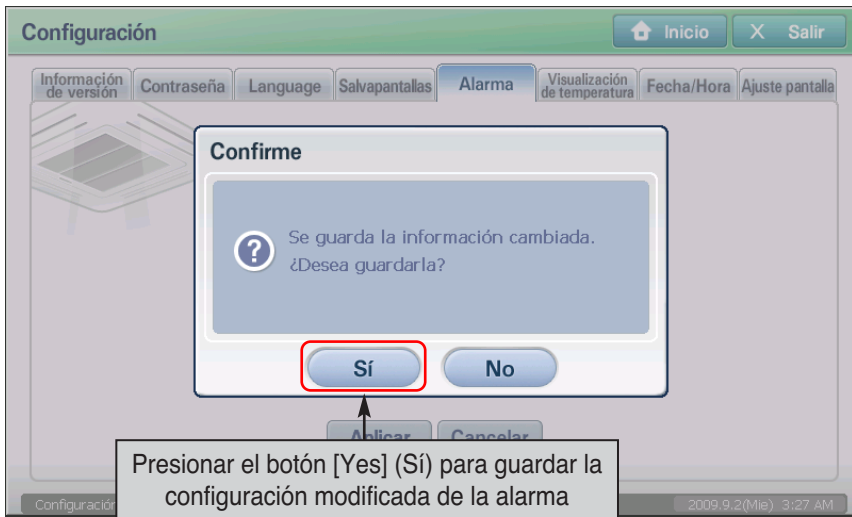 Configuración
Inicio
X Salir
Información
de versión
Contraseña
Language
Salvapantallas
Alarma
Visualización
de temperatura
Fecha/Hora
Ajuste pantalla
Confirme
Se guarda la información cambiada.
¿Desea guardarla?
Sí
No
Aplicar
Cancelar
Presionar el botón [Yes] (Sí) para guardar la
configuración modificada de la alarma
Configuración
2009.9.2(Mie) 3:27 AM